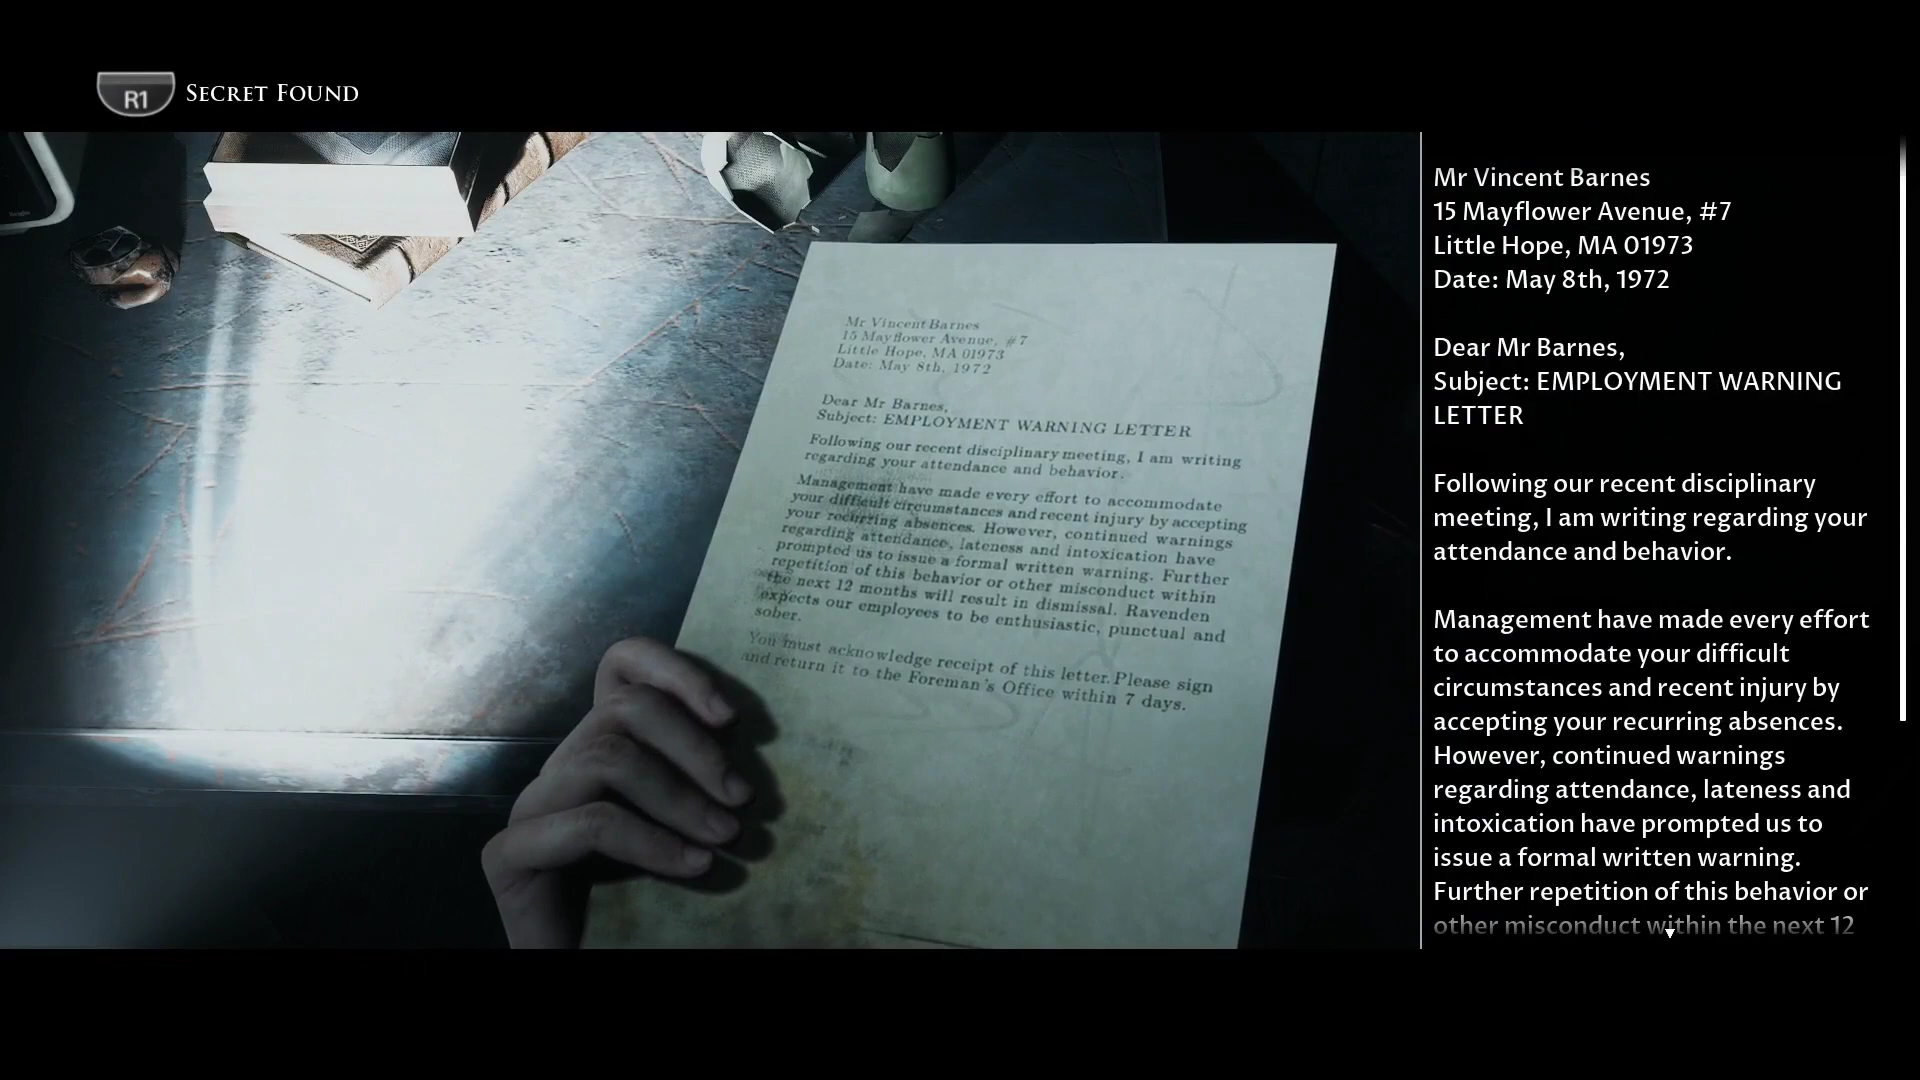 R1 SECRET FOUND
Mr Vincent Barnes
15 Mayflower Avenue, #7
Little Hope, MA 01973
Date: May 8th, 1972
Dear Mr Barnes,
Subject: EMPLOYMENT WARNING LETTER
Following our recent disciplinary meeting, I am writing
regarding your attendance and behavior.
Management have made every effort to accommodate
your difficult circumstances and recent injury by accepting
your recurring absences. However, continued warnings
regarding attendance, lateness and intoxication have
prompted us to issue a formal written warning. Further
repetition of this behavior or other misconduct within
the next 12 months will result in dismissal. Ravenden
expects our employees to be enthusiastic, punctual and
sober.
You must acknowledge receipt of this letter. Please sign
and return it to the Foreman's Office within 7 days.
Mr Vincent Barnes
15 Mayflower Avenue, #7
Little Hope, MA 01973
Date: May 8th, 1972
Dear Mr Barnes,
Subject: EMPLOYMENT WARNING
LETTER
Following our recent disciplinary
meeting, I am writing regarding your
attendance and behavior.
Management have made every effort
to accommodate your difficult
circumstances and recent injury by
accepting your recurring absences.
However, continued warnings
regarding attendance, lateness and
intoxication have prompted us to
issue a formal written warning.
Further repetition of this behavior or
other misconduct within the next 12